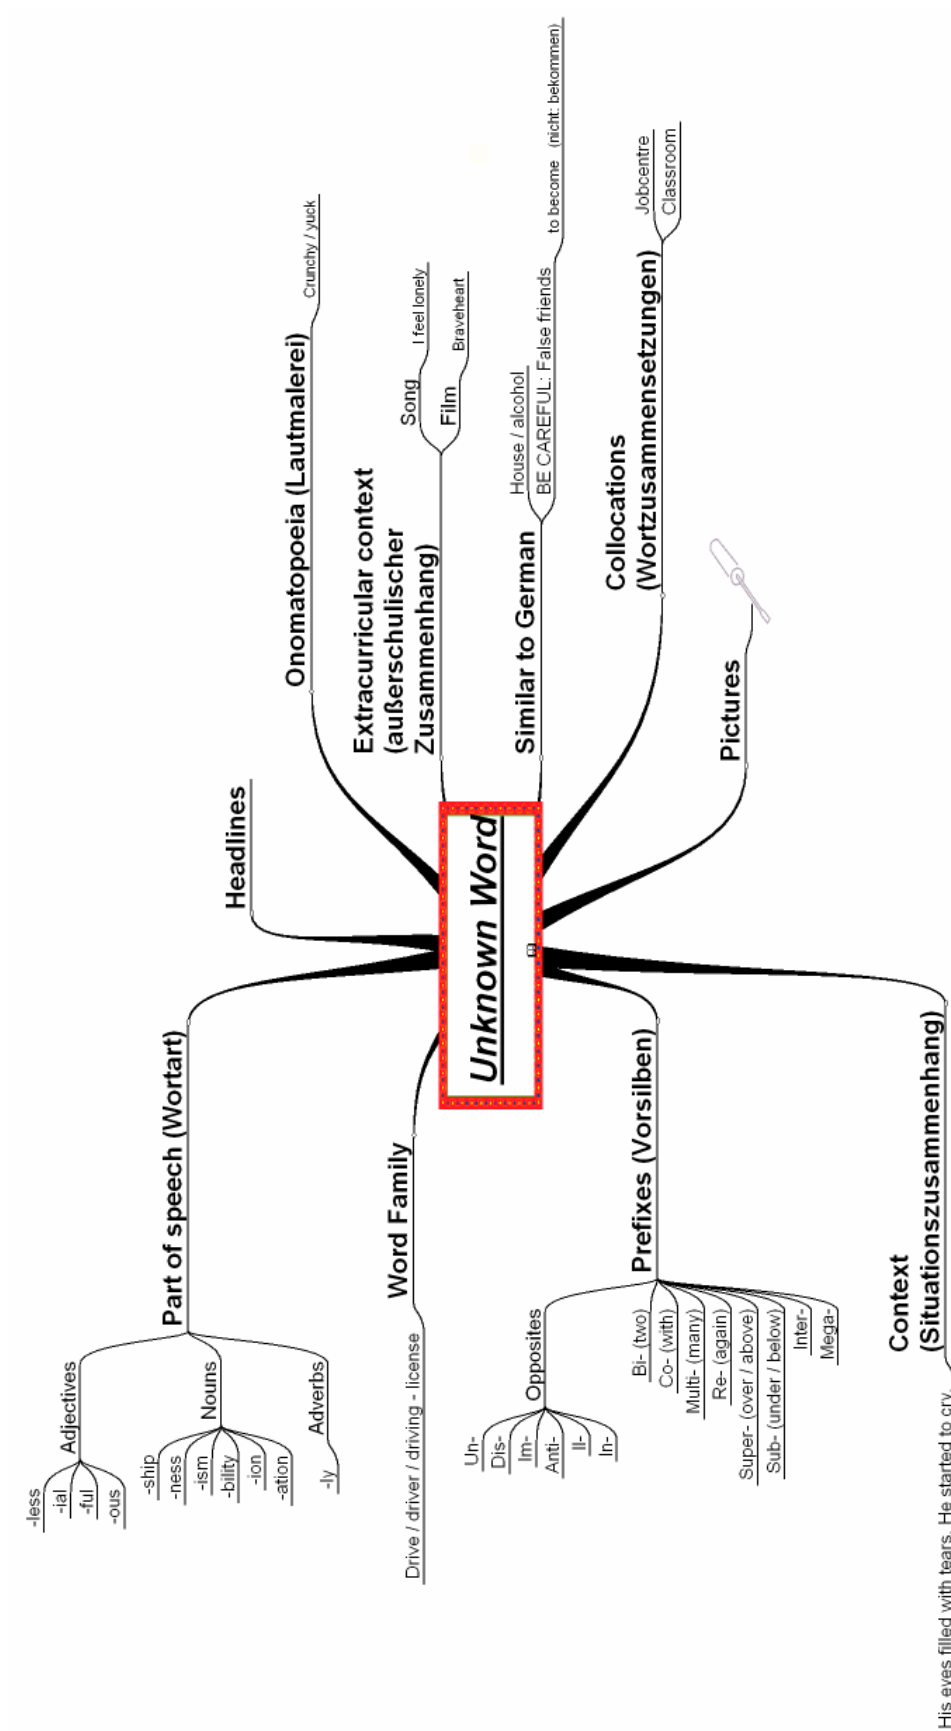 Unknown Word
Headlines
Onomatopoeia (Lautmalerei)
Crunchy / yuck
Extracurricular context
(außerschulischer
Zusammenhang)
Song
I feel lonely
Film
Braveheart
Similar to German
House / alcohol
BE CAREFUL: False friends
to become (nicht: bekommen)
Collocations
(Wortzusammensetzungen)
Jobcentre
Classroom
Pictures
Part of speech (Wortart)
Adjectives
-less
-ial
-ful
-ous
Nouns
-ship
-ness
-ism
-bility
-ion
-ation
Adverbs
-ly
Word Family
Drive / driver / driving - license
Prefixes (Vorsilben)
Opposites
Un-
Dis-
Im-
Anti-
Il-
In-
Bi- (two)
Co- (with)
Multi- (many)
Re- (again)
Super- (over / above)
Sub- (under / below)
Inter-
Mega-
Context
(Situationszusammenhang)
His eyes filled with tears. He started to cry.